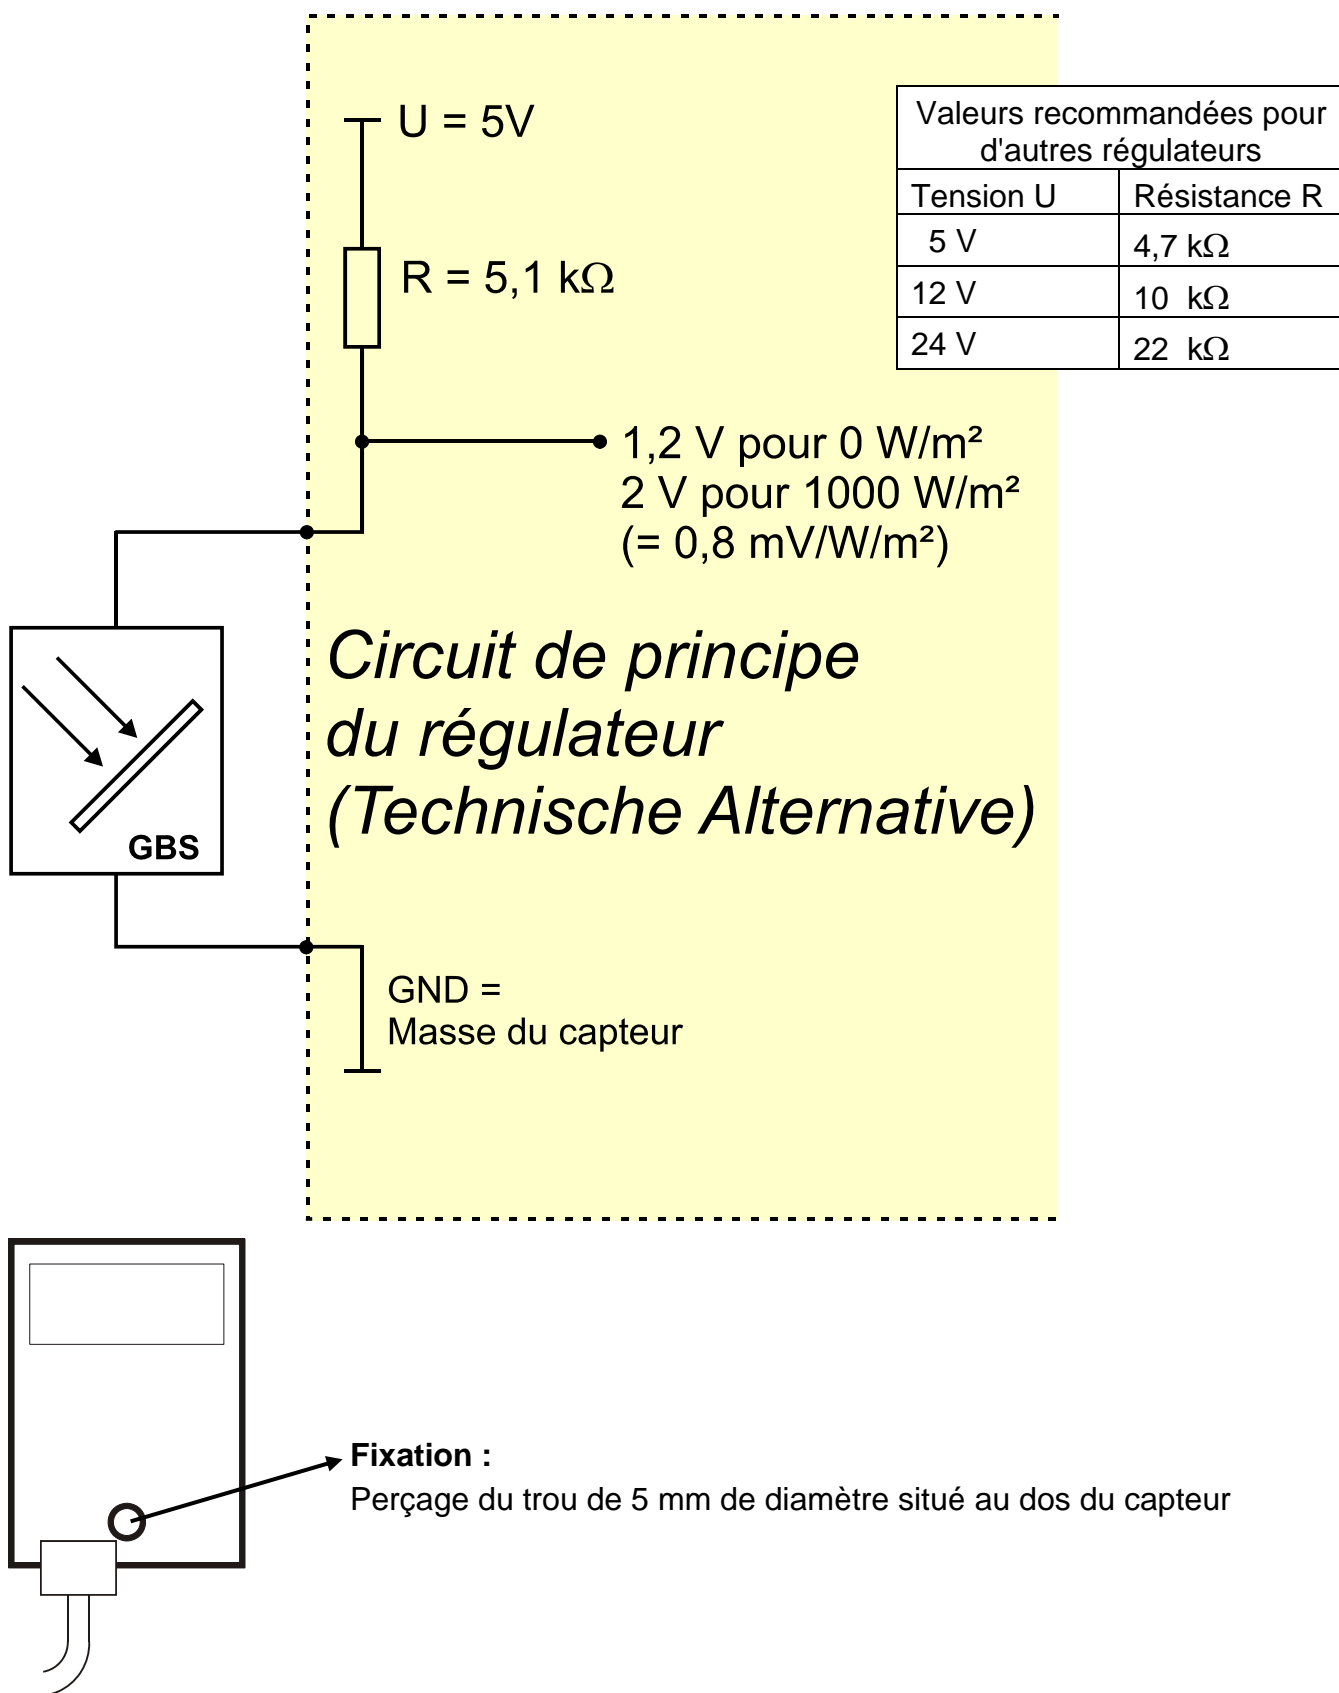 U = 5V
R = 5,1 kΩ
Valeurs recommandées pour
d'autres régulateurs
Tension U Résistance R
5 V 4,7 kΩ
12 V 10 kΩ
24 V 22 kΩ
1,2 V pour 0 W/m²
2 V pour 1000 W/m²
(= 0,8 mV/W/m²)
Circuit de principe
du régulateur
(Technische Alternative)
GBS
GND =
Masse du capteur
Fixation :
Perçage du trou de 5 mm de diamètre situé au dos du capteur